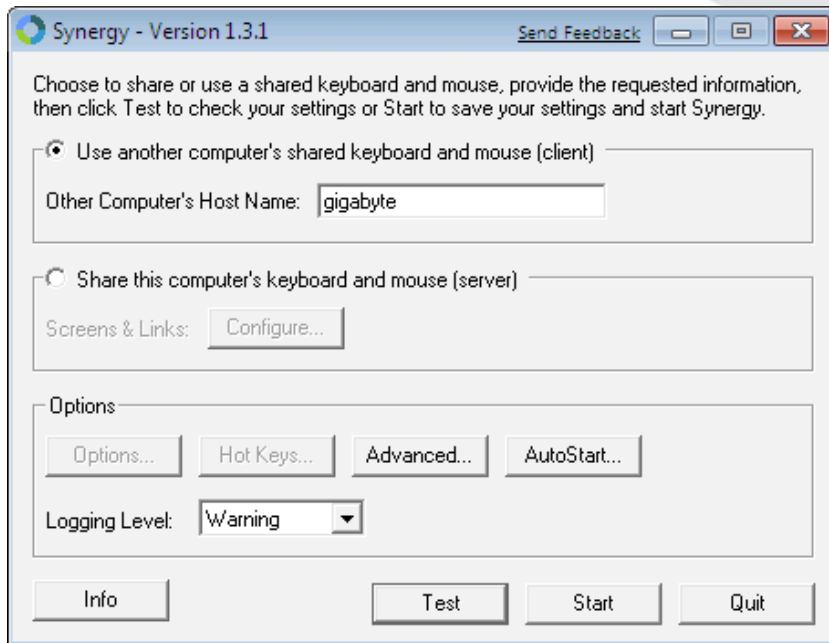 Synergy - Version 1.3.1 Send Feedback
Choose to share or use a shared keyboard and mouse, provide the requested information,
then click Test to check your settings or Start to save your settings and start Synergy.
Use another computer's shared keyboard and mouse (client)
Other Computer's Host Name: gigabyte
Share this computer's keyboard and mouse (server)
Screens & Links: Configure...
Options
Options... Hot Keys... Advanced... AutoStart...
Logging Level: Warning
Info Test Start Quit